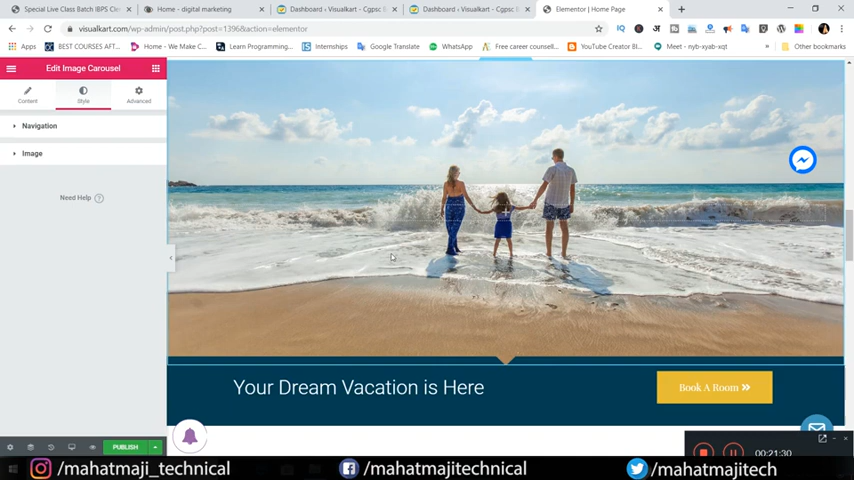 Special Live Class Batch IBPS Cle
Home - digital marketing
Dashboard ‹ Visualkart - Cgpsc B
Dashboard ‹ Visualkart - Cgpsc B
Elementor | Home Page
visualkart.com/wp-admin/post.php?post=1396&action=elementor
Apps
BEST COURSES AFT...
Home - We Make C...
Learn Programming...
Internships
Google Translate
WhatsApp
Free career counsell...
YouTube Creator Bl...
Meet - nyb-xyab-xqt
Other bookmarks
Edit Image Carousel
Content
Style
Advanced
Navigation
Image
Need Help
Your Dream Vacation is Here
Book A Room »
PUBLISH
00:21:30
/mahatmaji_technical
/mahatmajitechnical
/mahatmajitech